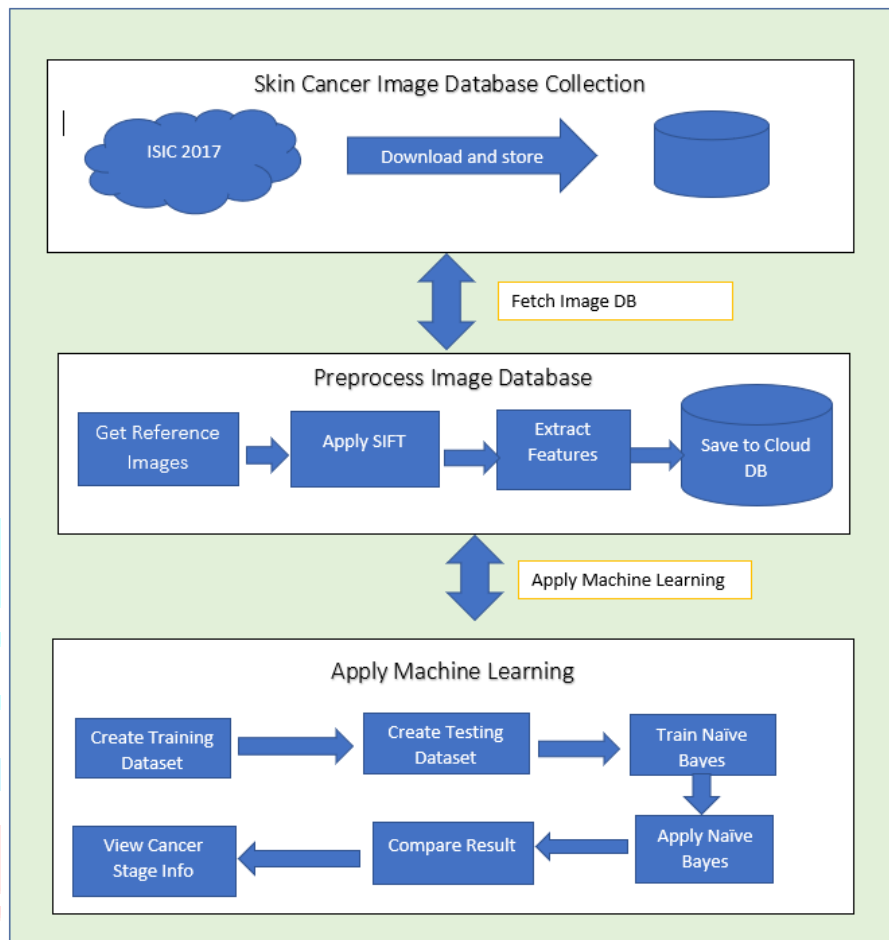 Skin Cancer Image Database Collection
ISIC 2017
Download and store
Fetch Image DB
Preprocess Image Database
Get Reference
Images
Apply SIFT
Extract
Features
Save to Cloud
DB
Apply Machine Learning
Apply Machine Learning
Create Training
Dataset
Create Testing
Dataset
Train Naïve
Bayes
View Cancer
Stage Info
Compare Result
Apply Naïve
Bayes